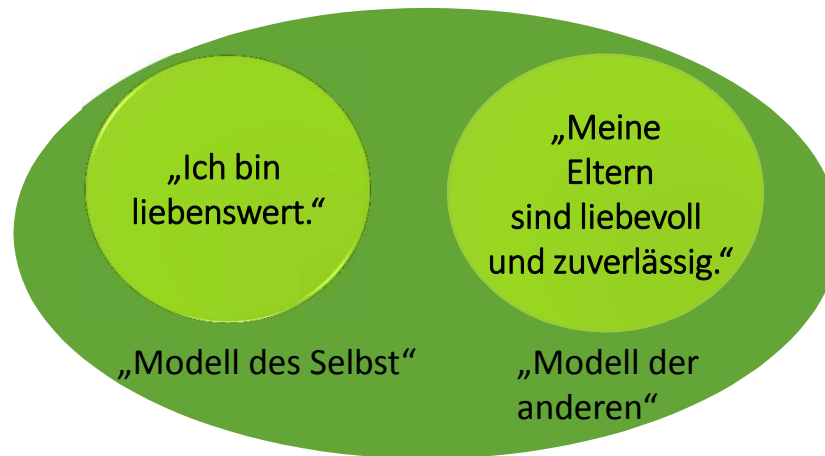 „Ich bin
liebenswert.“
„Meine
Eltern
sind liebevoll
und zuverlässig.“
„Modell des Selbst“
„Modell der
anderen“